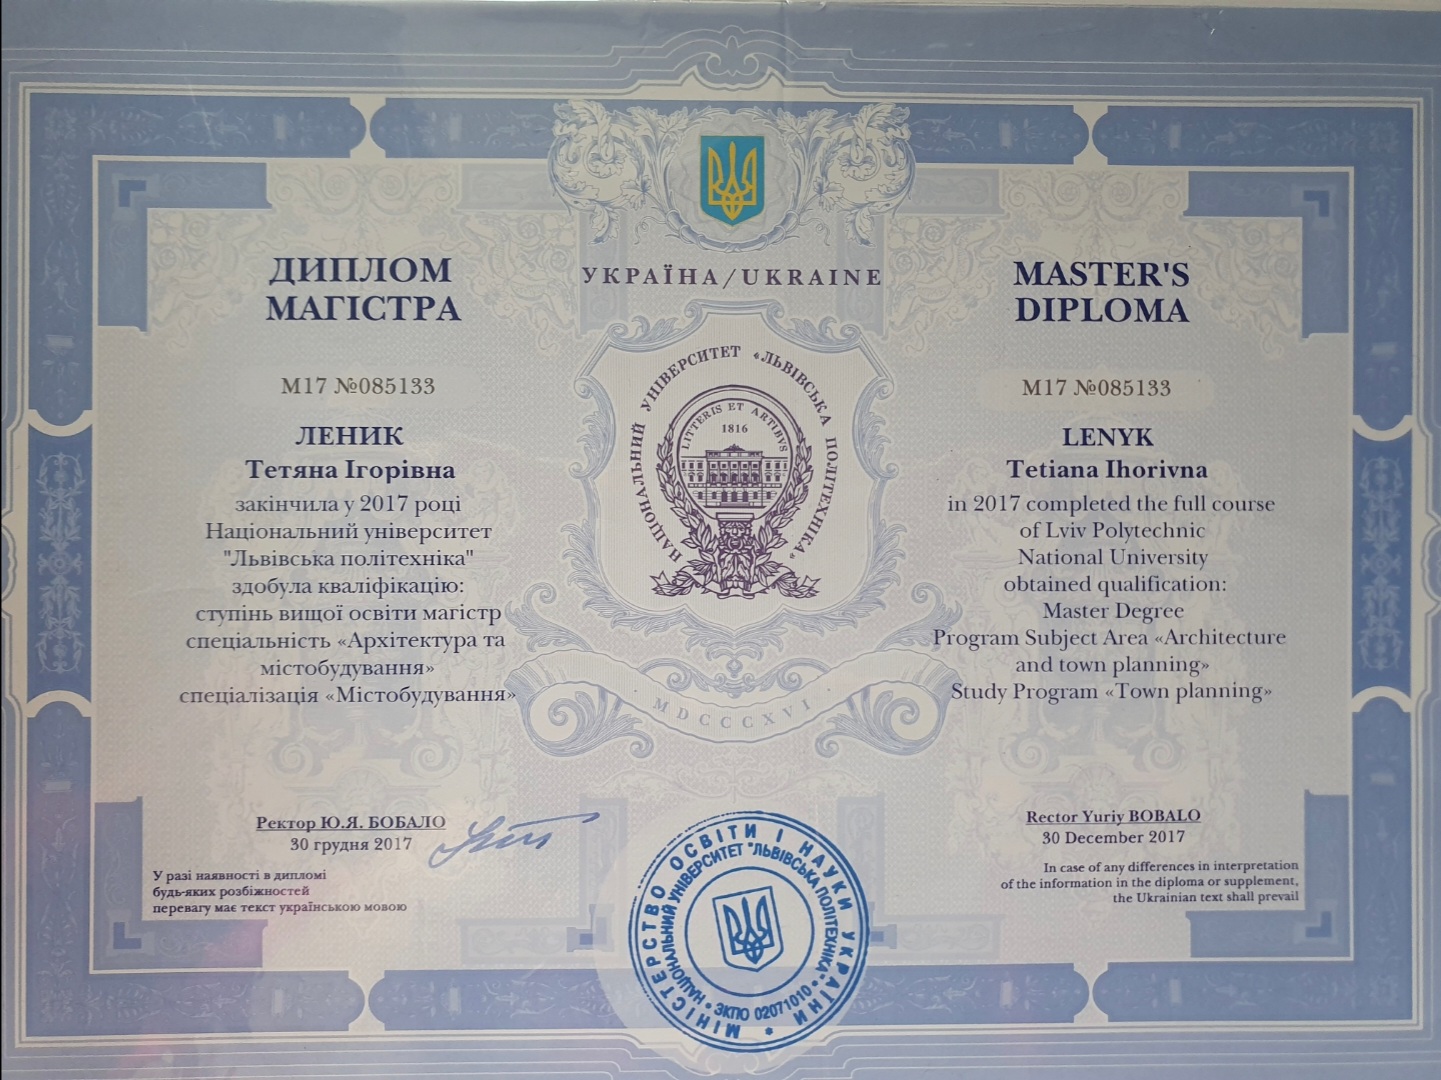 УКРАЇНА/UKRAINE
ДИПЛОМ
МАГІСТРА
М17 №085133
ЛЕНИК
Тетяна Ігорівна
закінчила у 2017 році
Національний університет
"Львівська політехніка"
здобула кваліфікацію:
ступінь вищої освіти магістр
спеціальність «Архітектура та
містобудування»
спеціалізація «Містобудування»
Ректор Ю.Я. БОБАЛО
30 грудня 2017
У разі наявності в дипломі
будь-яких розбіжностей
перевагу має текст українською мовою
НАЦІОНАЛЬНИЙ УНІВЕРСИТЕТ «ЛЬВІВСЬКА ПОЛІТЕХНІКА»
LITTERIS ET ARTIBVS
1816
MDCCCXVI
МІНІСТЕРСТВО ОСВІТИ І НАУКИ УКРАЇНИ *
НАЦІОНАЛЬНИЙ УНІВЕРСИТЕТ "ЛЬВІВСЬКА ПОЛІТЕХНІКА"
• ЗКПО 02071010 •
MASTER'S
DIPLOMA
М17 №085133
LENYK
Tetiana Ihorivna
in 2017 completed the full course
of Lviv Polytechnic
National University
obtained qualification:
Master Degree
Program Subject Area «Architecture
and town planning»
Study Program «Town planning»
Rector Yuriy BOBALO
30 December 2017
In case of any differences in interpretation
of the information in the diploma or supplement,
the Ukrainian text shall prevail